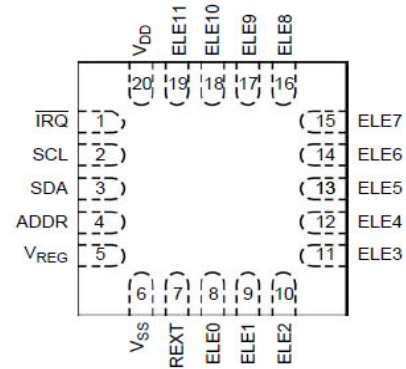 VDD ELE11 ELE10 ELE9 ELE8
20 19 18 17 16
IRQ 1 15 ELE7
SCL 2 14 ELE6
SDA 3 13 ELE5
ADDR 4 12 ELE4
VREG 5 11 ELE3
6 7 8 9 10
VSS REXT ELE0 ELE1 ELE2